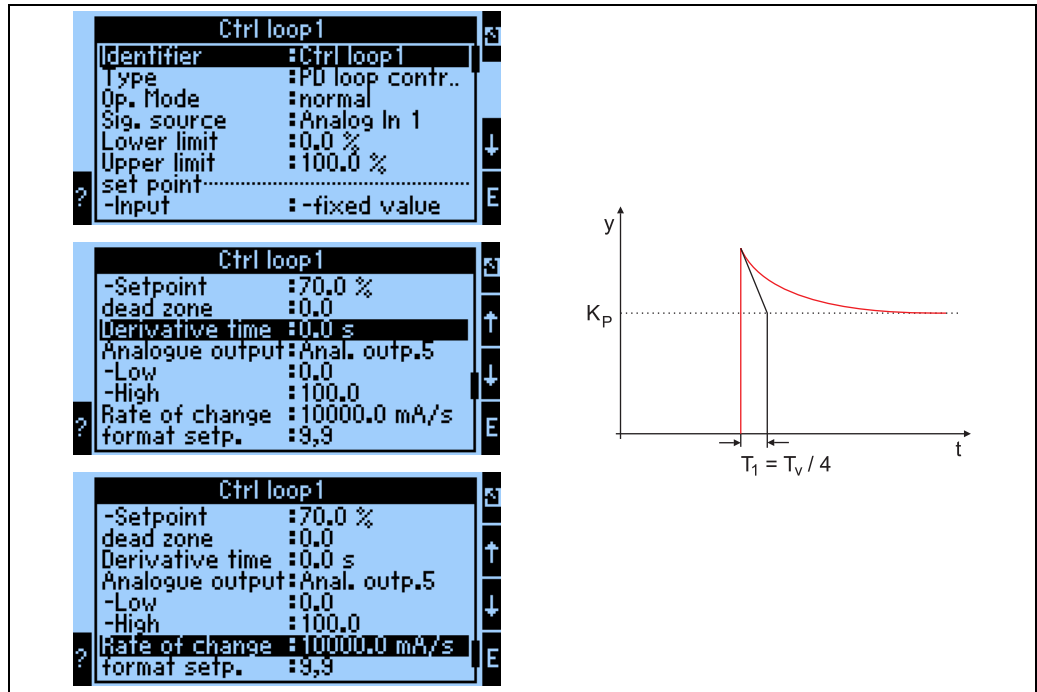 Ctrl loop1
Identifier :Ctrl loop1
Type :PD loop contr..
Op. Mode :normal
Sig. source :Analog In 1
Lower limit :0.0 %
Upper limit :100.0 %
set point
-Input :-fixed value
? E
Ctrl loop1
-Setpoint :70.0 %
dead zone :0.0
Derivative time :0.0 s
Analogue output:Anal. outp.5
-Low :0.0
-High :100.0
Rate of change :10000.0 mA/s
format setp. :9,9
? E
Ctrl loop1
-Setpoint :70.0 %
dead zone :0.0
Derivative time :0.0 s
Analogue output:Anal. outp.5
-Low :0.0
-High :100.0
Rate of change :10000.0 mA/s
format setp. :9,9
? E
y
KP
t
T1 = Tv / 4